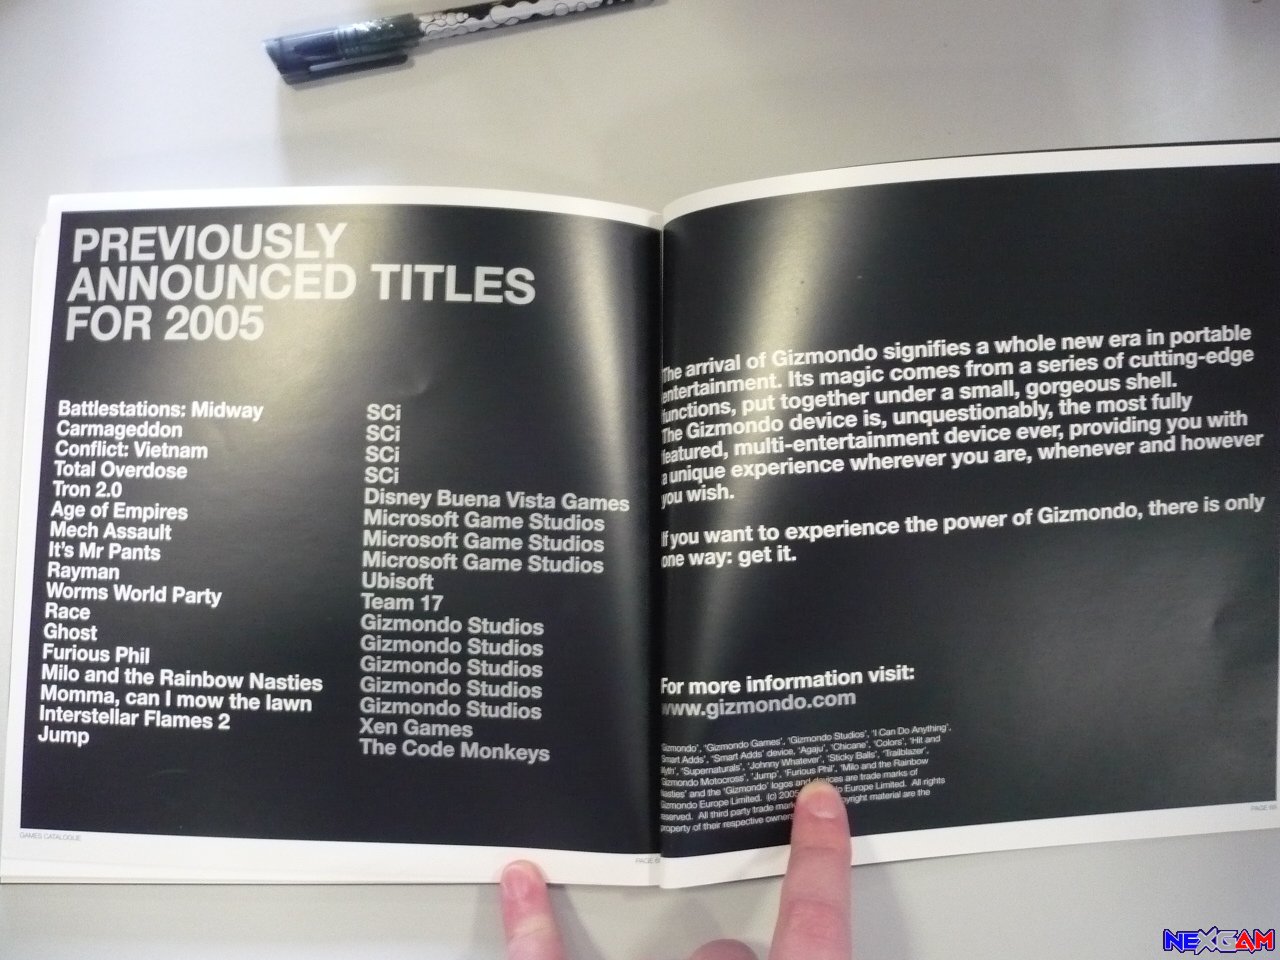 PREVIOUSLY
ANNOUNCED TITLES
FOR 2005
Battlestations: Midway SCi
Carmageddon SCi
Conflict: Vietnam SCi
Total Overdose SCi
Tron 2.0 Disney Buena Vista Games
Age of Empires Microsoft Game Studios
Mech Assault Microsoft Game Studios
It's Mr Pants Microsoft Game Studios
Rayman Ubisoft
Worms World Party Team 17
Race Gizmondo Studios
Ghost Gizmondo Studios
Furious Phil Gizmondo Studios
Milo and the Rainbow Nasties Gizmondo Studios
Momma, can I mow the lawn Gizmondo Studios
Interstellar Flames 2 Xen Games
Jump The Code Monkeys
GAMES CATALOGUE
PAGE
The arrival of Gizmondo signifies a whole new era in portable
entertainment. Its magic comes from a series of cutting-edge
functions, put together under a small, gorgeous shell.
The Gizmondo device is, unquestionably, the most fully
featured, multi-entertainment device ever, providing you with
a unique experience wherever you are, whenever and however
you wish.
If you want to experience the power of Gizmondo, there is only
one way: get it.
For more information visit:
www.gizmondo.com
Gizmondo', 'Gizmondo Games', 'Gizmondo Studios', 'I Can Do Anything',
Smart Adds', 'Smart Adds' device, 'Agaju', 'Chicane', 'Colors', 'Hit and
Myth', 'Supernaturals', 'Johnny Whatever', 'Sticky Balls', 'Trailblazer',
'Gizmondo Motocross', 'Jump', 'Furious Phil', 'Milo and the Rainbow
Nasties' and the 'Gizmondo' logos and devices are trade marks of
Gizmondo Europe Limited. (c) 2005 Europe Limited. All rights
reserved. All third party trade copyright material are the
property of their respective owners
PAGE
NEXGAM